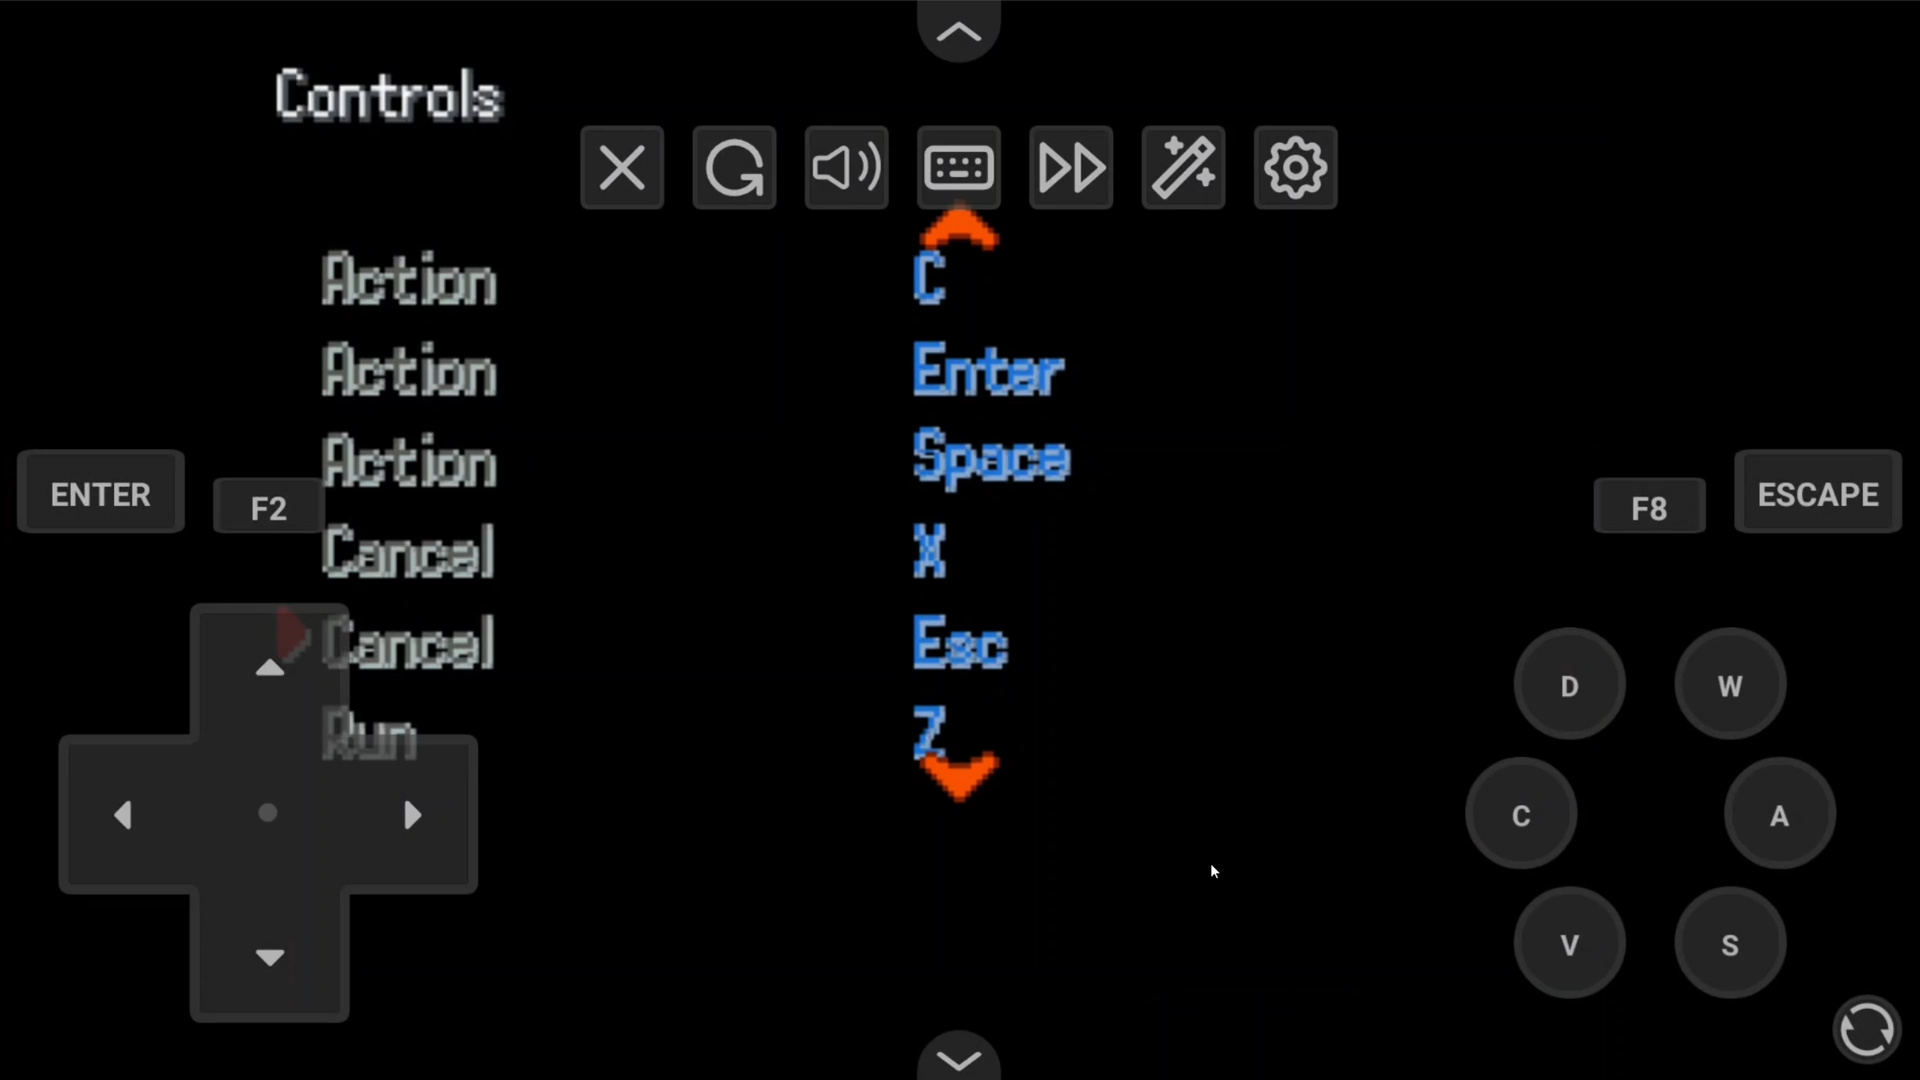 Controls
Action C
Action Enter
Action Space
Cancel X
Cancel Esc
Run Z
ENTER F2 F8 ESCAPE
D W
C A
V S